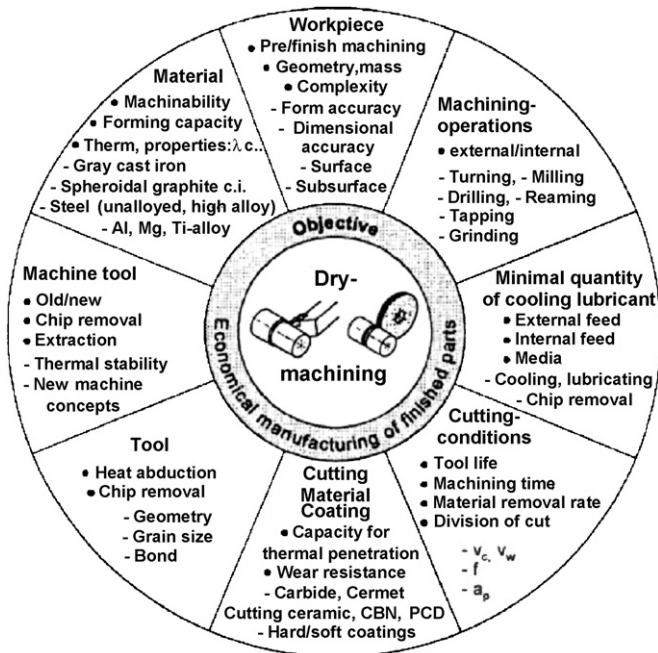 Workpiece
• Pre/finish machining
• Geometry,mass
• Complexity
- Form accuracy
- Dimensional
accuracy
- Surface
- Subsurface
Machining-
operations
• external/internal
- Turning, - Milling
- Drilling, - Reaming
- Tapping
- Grinding
Minimal quantity
of cooling lubricant
• External feed
• Internal feed
• Media
- Cooling, lubricating
- Chip removal
Cutting-
conditions
• Tool life
• Machining time
• Material removal rate
• Division of cut
- vc, vw
- f
- ap
Cutting
Material
Coating
• Capacity for
thermal penetration
• Wear resistance
- Carbide, Cermet
Cutting ceramic, CBN, PCD
- Hard/soft coatings
Tool
• Heat abduction
• Chip removal
- Geometry
- Grain size
- Bond
Machine tool
• Old/new
• Chip removal
• Extraction
- Thermal stability
- New machine
concepts
Material
• Machinability
• Forming capacity
• Therm, properties:λ c..
- Gray cast iron
- Spheroidal graphite c.i.
- Steel (unalloyed, high alloy)
- Al, Mg, Ti-alloy
Objective
Economical manufacturing of finished parts
Dry-
machining